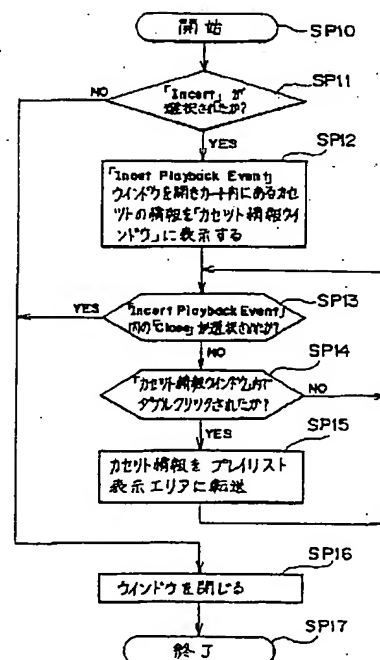 開始
SP10
SP11
NO
「Incert」が
選択されたか?
YES
SP12
「Incet Playback Event」
ウインドウを開きカート内にあるカセ
ツトの情報を「カセット情報ウイ
ンドウ」に表示する
SP13
YES
「Incert Playback Event」
内の「Close」が選択されたか?
NO
SP14
「カセット情報ウインドウ」内で
ダブルクリックされたか?
NO
YES
SP15
カセット情報を プレイリスト
表示エリアに転送
SP16
ウィンドウを閉じる
SP17
終了